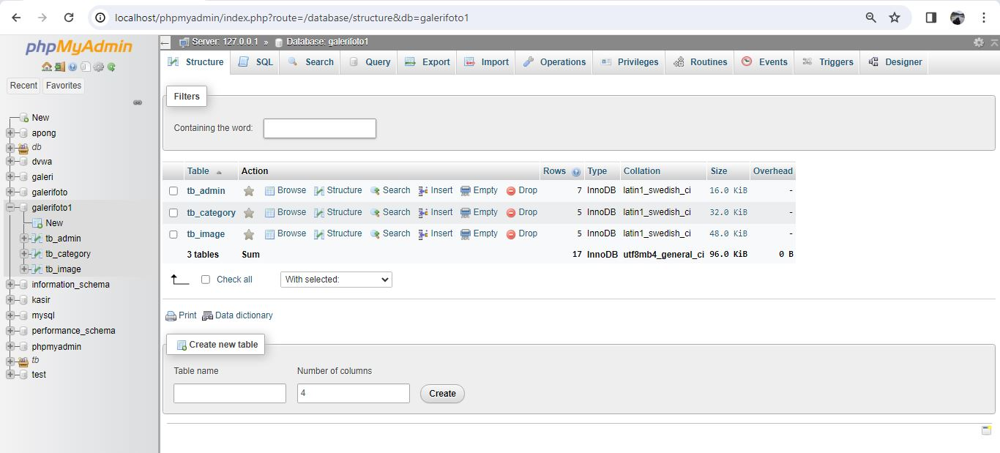 localhost/phpmyadmin/index.php?route=/database/structure&db=galerifoto1
phpMyAdmin
Recent Favorites
New
apong
db
dvwa
galeri
galerifoto
galerifoto1
New
tb_admin
tb_category
tb_image
information_schema
kasir
mysql
performance_schema
phpmyadmin
tb
test
Server: 127.0.0.1 » Database: galerifoto1
Structure SQL Search Query Export Import Operations Privileges Routines Events Triggers Designer
Filters
Containing the word:
Table Action Rows Type Collation Size Overhead
tb_admin Browse Structure Search Insert Empty Drop 7 InnoDB latin1_swedish_ci 16.0 KiB -
tb_category Browse Structure Search Insert Empty Drop 5 InnoDB latin1_swedish_ci 32.0 KiB -
tb_image Browse Structure Search Insert Empty Drop 5 InnoDB latin1_swedish_ci 48.0 KiB -
3 tables Sum 17 InnoDB utf8mb4_general_ci 96.0 KiB 0 B
Check all With selected:
Print Data dictionary
Create new table
Table name Number of columns
4 Create